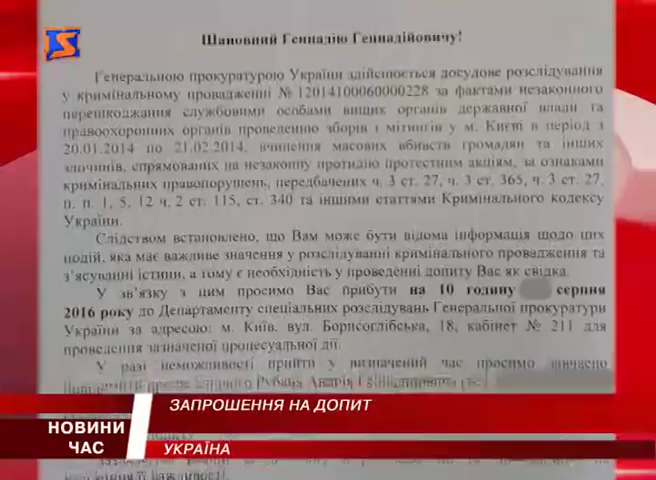 Шановний Геннадію Геннадійовичу!
Генеральною прокуратурою України здійснюється досудове розслідування
у кримінальному провадженні № 12014100060000228 за фактами незаконного
перешкоджання службовими особами вищих органів державної влади та
правоохоронних органів проведенню зборів і мітингів у м. Києві в період з
20.01.2014 по 21.02.2014, вчинення масових вбивств громадян та інших
злочинів, спрямованих на незаконну протидію протестним акціям, за ознаками
кримінальних правопорушень, передбачених ч. 3 ст. 27, ч. 3 ст. 365, ч. 3 ст. 27,
п. п. 1, 5, 12 ч. 2 ст. 115, ст. 340 та іншими статтями Кримінального кодексу
України.
Слідством встановлено, що Вам може бути відома інформація щодо цих
подій, яка має важливе значення у розслідуванні кримінального провадження та
з'ясуванні істини, а тому є необхідність у проведенні допиту Вас як свідка.
У зв'язку з цим просимо Вас прибути на 10 годину серпня
2016 року до Департаменту спеціальних розслідувань Генеральної прокуратури
України за адресою: м. Київ, вул. Борисоглібська, 18, кабінет № 211 для
проведення зазначеної процесуальної дії.
У разі неможливості прийти у визначений час просимо завчасно
Рубана Андрія
ЗАПРОШЕННЯ НА ДОПИТ
НОВИНИ
ЧАС
УКРАЇНА